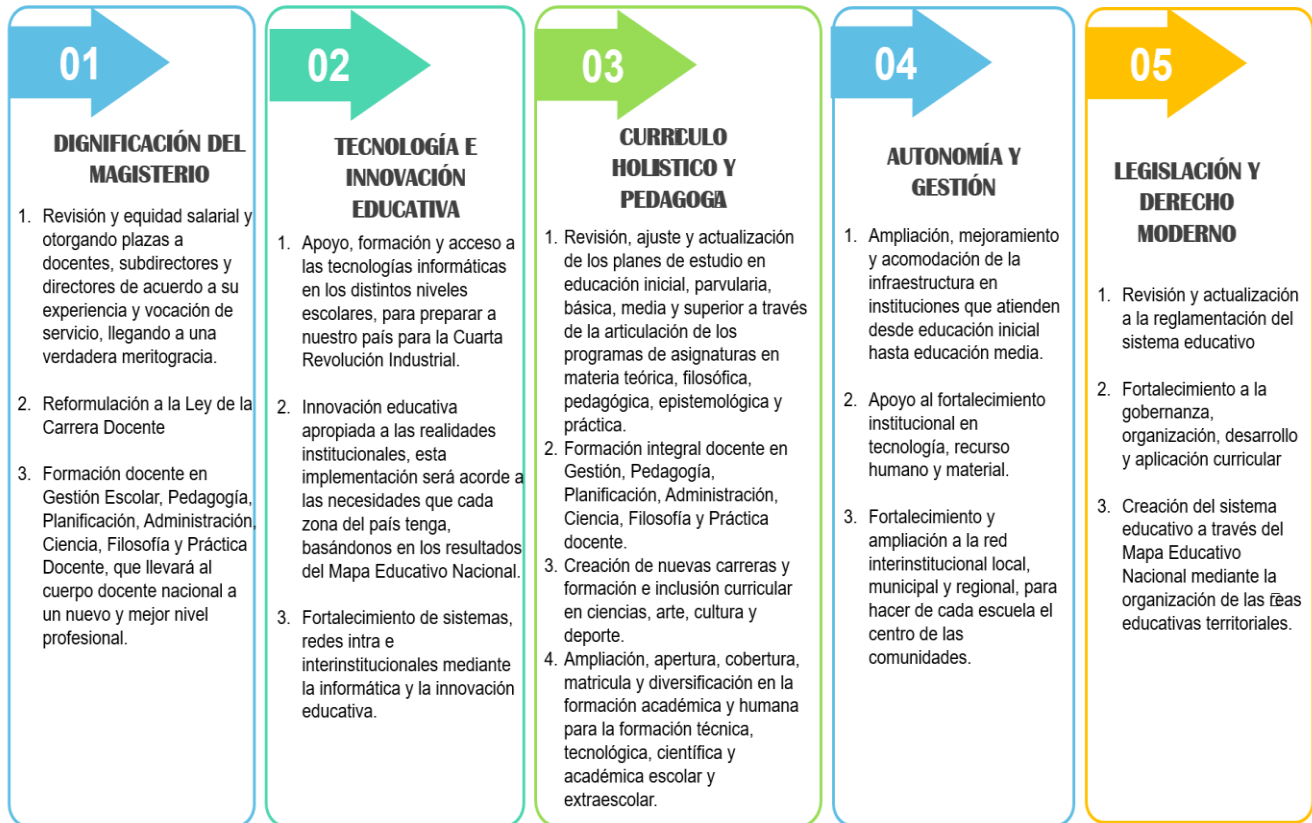 01
DIGNIFICACIÓN DEL
MAGISTERIO
1. Revisión y equidad salarial y
otorgando plazas a
docentes, subdirectores y
directores de acuerdo a su
experiencia y vocación de
servicio, llegando a una
verdadera meritogracia.
2. Reformulación a la Ley de la
Carrera Docente
3. Formación docente en
Gestión Escolar, Pedagogía,
Planificación, Administración,
Ciencia, Filosofía y Práctica
Docente, que llevará al
cuerpo docente nacional a
un nuevo y mejor nivel
profesional.
02
TECNOLOGÍA E
INNOVACIÓN
EDUCATIVA
1. Apoyo, formación y acceso a
las tecnologías informáticas
en los distintos niveles
escolares, para preparar a
nuestro país para la Cuarta
Revolución Industrial.
2. Innovación educativa
apropiada a las realidades
institucionales, esta
implementación será acorde a
las necesidades que cada
zona del país tenga,
basándonos en los resultados
del Mapa Educativo Nacional.
3. Fortalecimiento de sistemas,
redes intra e
interinstitucionales mediante
la informática y la innovación
educativa.
03
CURRICULO
HOLISTICO Y
PEDAGOGA
1. Revisión, ajuste y actualización
de los planes de estudio en
educación inicial, parvularia,
básica, media y superior a través
de la articulación de los
programas de asignaturas en
materia teórica, filosófica,
pedagógica, epistemológica y
práctica.
2. Formación integral docente en
Gestión, Pedagogía,
Planificación, Administración,
Ciencia, Filosofía y Práctica
docente.
3. Creación de nuevas carreras y
formación e inclusión curricular
en ciencias, arte, cultura y
deporte.
4. Ampliación, apertura, cobertura,
matricula y diversificación en la
formación académica y humana
para la formación técnica,
tecnológica, científica y
académica escolar y
extraescolar.
04
AUTONOMÍA Y
GESTIÓN
1. Ampliación, mejoramiento
y acomodación de la
infraestructura en
instituciones que atienden
desde educación inicial
hasta educación media.
2. Apoyo al fortalecimiento
institucional en
tecnología, recurso
humano y material.
3. Fortalecimiento y
ampliación a la red
interinstitucional local,
municipal y regional, para
hacer de cada escuela el
centro de las
comunidades.
05
LEGISLACIÓN Y
DERECHO
MODERNO
1. Revisión y actualización
a la reglamentación del
sistema educativo
2. Fortalecimiento a la
gobernanza,
organización, desarrollo
y aplicación curricular
3. Creación del sistema
educativo a través del
Mapa Educativo
Nacional mediante la
organización de las
educativas territoriales.